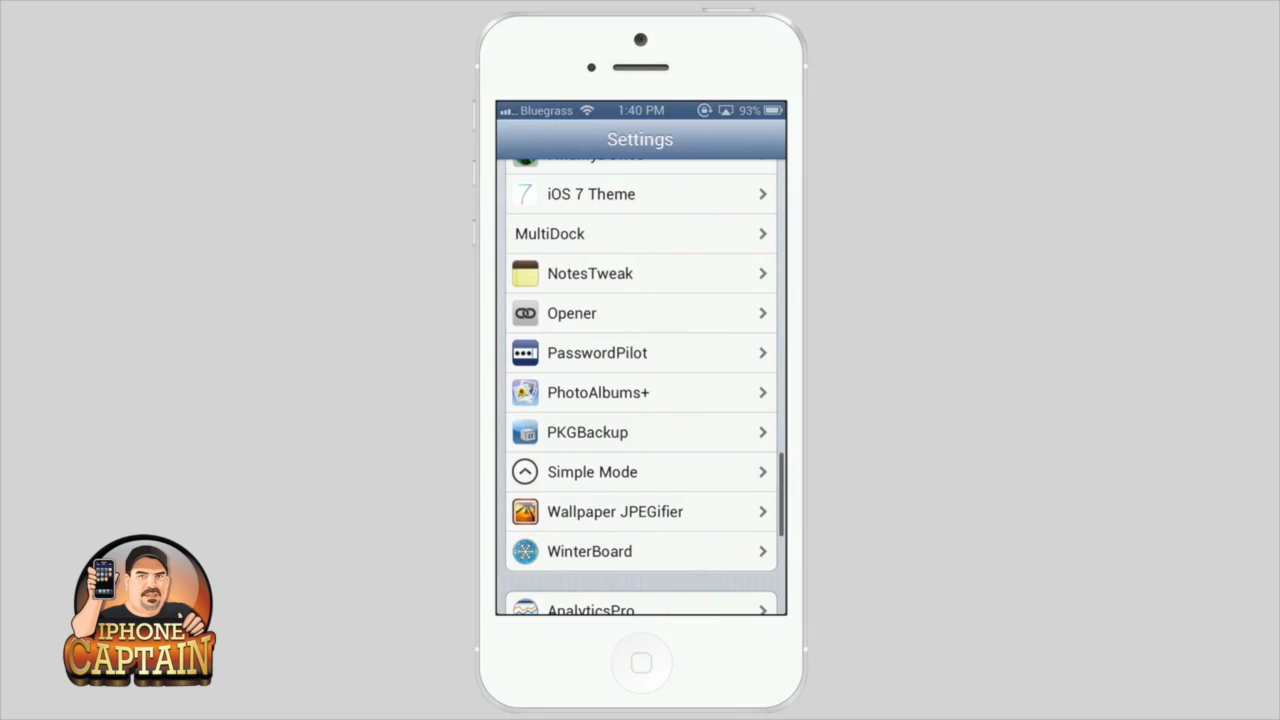 Bluegrass 1:40 PM 93%
Settings
iOS 7 Theme
MultiDock
NotesTweak
Opener
PasswordPilot
PhotoAlbums+
PKGBackup
Simple Mode
Wallpaper JPEGifier
WinterBoard
AnalyticsPro
IPHONE
CAPTAIN